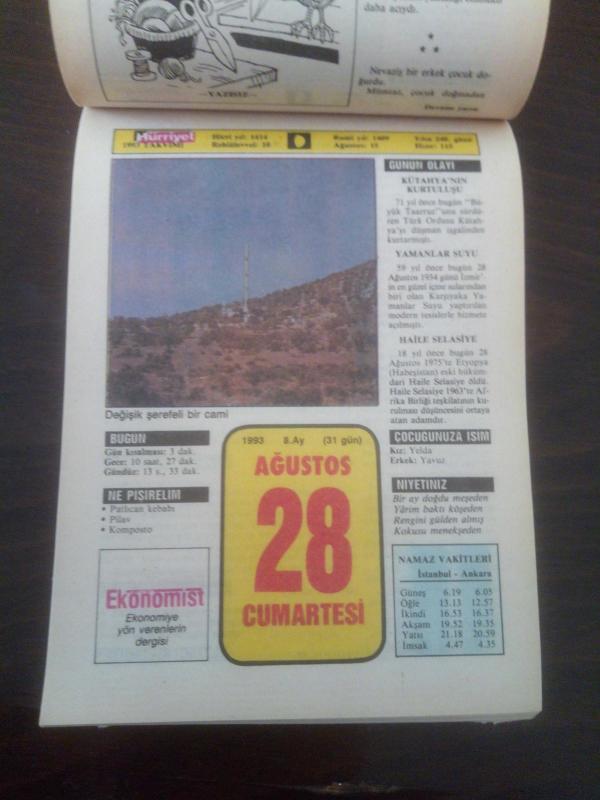 daha acıydı.
*
* *
Nevaziş bir erkek çocuk do-
ğurdu.
Mümtaz, çocuk doğmadan
Devamı yarın
—YAZISIZ—
Hürriyet
1993 TAKVİMİ
Hicri yıl: 1414
Rebiülevvel: 10
Rumi yıl: 1409
Ağustos: 15
Yılın 240. günü
Hızır: 115
GÜNÜN OLAYI
KÜTAHYA'NIN
KURTULUŞU
71 yıl önce bugün "Bü-
yük Taarruz"unu sürdü-
ren Türk Ordusu Kütah-
ya'yı düşman işgalinden
kurtarmıştı.
YAMANLAR SUYU
59 yıl önce bugün 28
Ağustos 1934 günü İzmir'-
in en güzel içme sularından
biri olan Karşıyaka Ya-
manlar Suyu yaptırılan
modern tesislerle hizmete
açılmıştı.
HAİLE SELASİYE
18 yıl önce bugün 28
Ağustos 1975'te Etyopya
(Habeşistan) eski hüküm-
darı Haile Selasiye öldü.
Haile Selasiye 1963'te Af-
rika Birliği teşkilatının ku-
rulması düşüncesini ortaya
atan adamdır.
Değişik şerefeli bir cami
BUGÜN
Gün kısalması: 3 dak.
Gece: 10 saat, 27 dak.
Gündüz: 13 s., 33 dak.
NE PİŞİRELİM
• Patlıcan kebabı
• Pilav
• Komposto
Ekonomist
Ekonomiye
yön verenlerin
dergisi
1993 8.Ay (31 gün)
AĞUSTOS
28
CUMARTESİ
ÇOCUĞUNUZA İSİM
Kız: Yelda
Erkek: Yavuz
NİYETİNİZ
Bir ay doğdu meşeden
Yârim baktı köşeden
Rengini gülden almış
Kokusu menekşeden
NAMAZ VAKİTLERİ
İstanbul - Ankara
Güneş 6.19 6.05
Öğle 13.13 12.57
İkindi 16.53 16.37
Akşam 19.52 19.35
Yatsı 21.18 20.59
İmsak 4.47 4.35